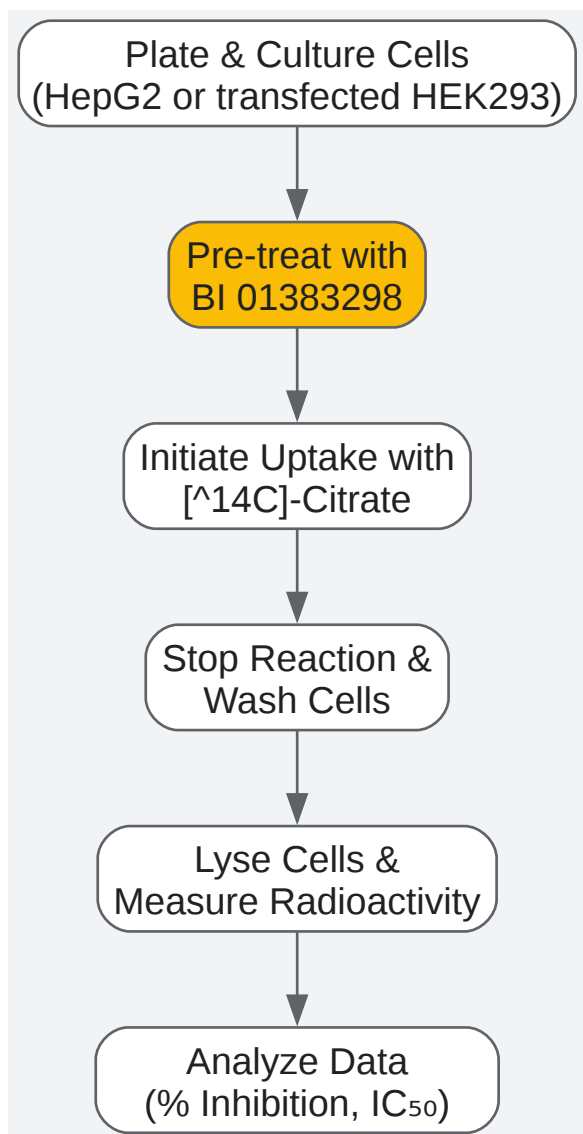 Plate & Culture Cells
(HepG2 or transfected HEK293)
Pre-treat with
BI 01383298
Initiate Uptake with
[^14C]-Citrate
Stop Reaction &
Wash Cells
Lyse Cells &
Measure Radioactivity
Analyze Data
(% Inhibition, IC₅₀)